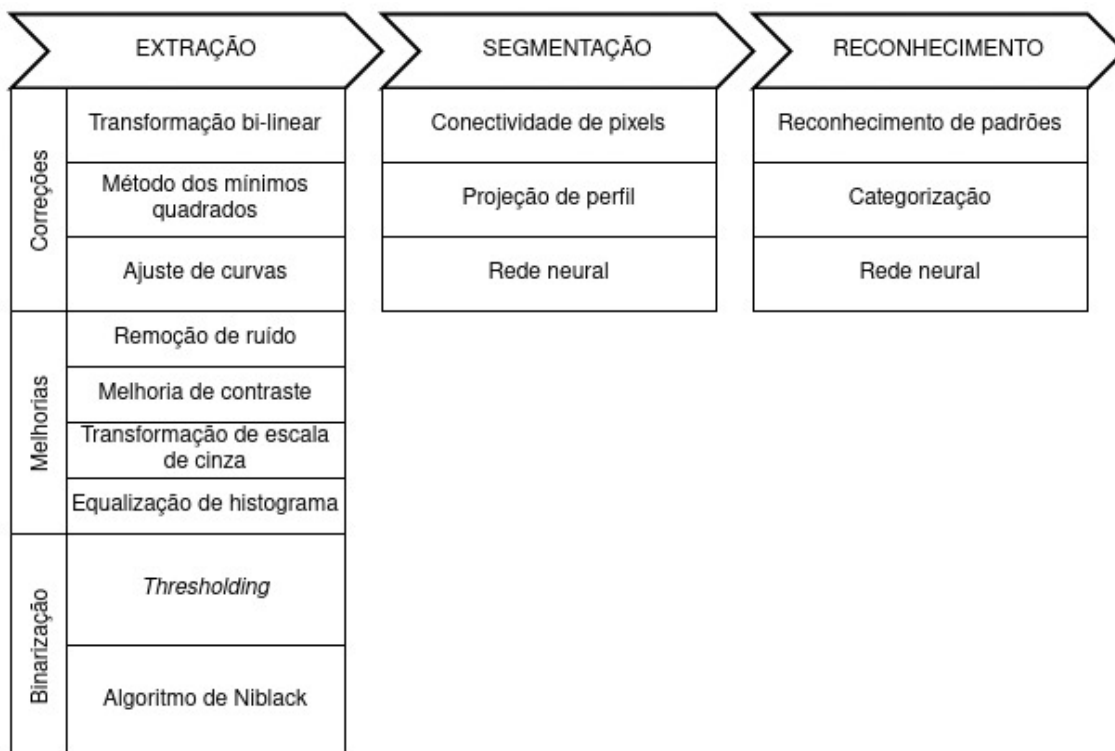 EXTRAÇÃO
SEGMENTAÇÃO
RECONHECIMENTO
Correções
Transformação bi-linear
Método dos mínimos
quadrados
Ajuste de curvas
Melhorias
Remoção de ruído
Melhoria de contraste
Transformação de escala
de cinza
Equalização de histograma
Binarização
Thresholding
Algoritmo de Niblack
Conectividade de pixels
Projeção de perfil
Rede neural
Reconhecimento de padrões
Categorização
Rede neural